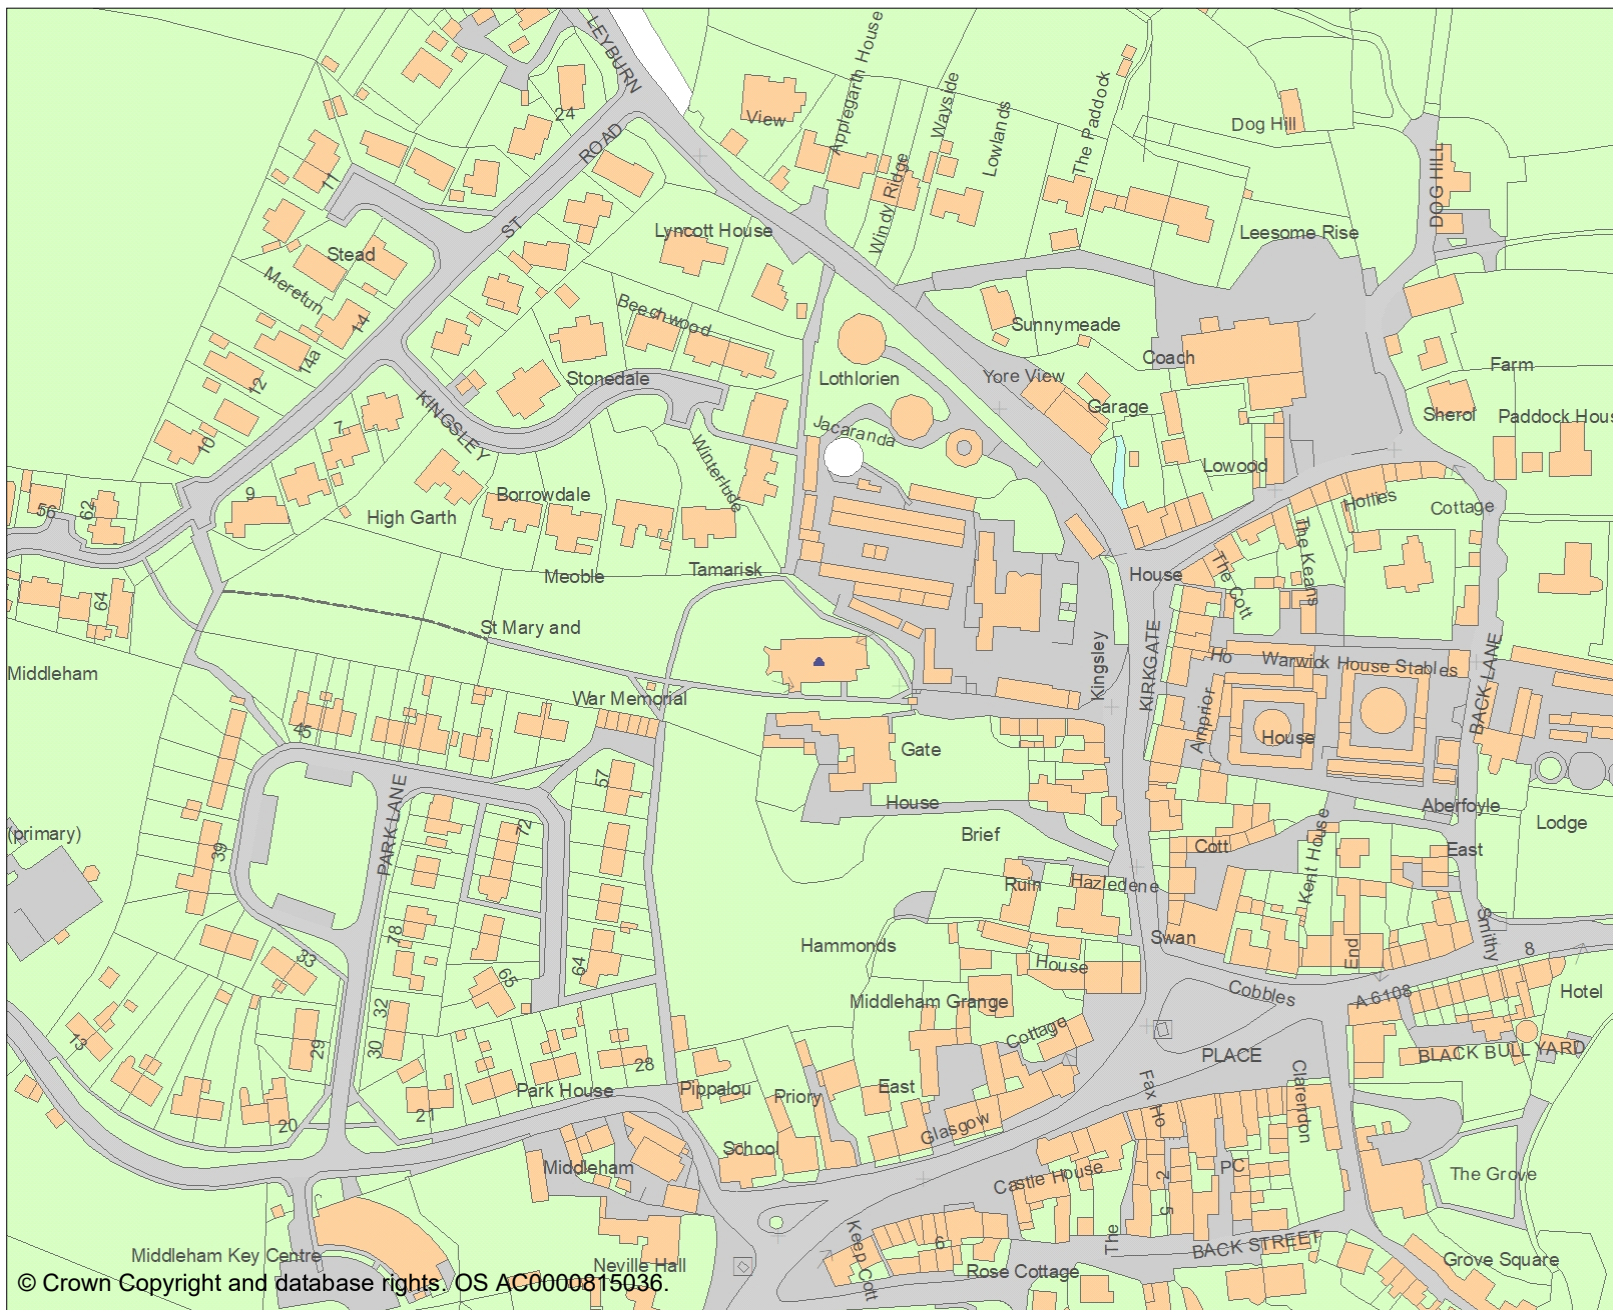 LEYBURN
24
ROAD
View
Applegarth House
Wayside
Windy Ridge
Lowlands
The Paddock
Dog Hill
DOG HILL
11
ST
Lyncott House
Leesome Rise
Stead
Meretun
14
14a
12
10
Beechwood
Sunnymeade
Coach
Stonedale
Lothlorien
Yore View
Garage
Farm
Sherof
Paddock Hous
KINGSLEY
7
Jacaranda
Winterlude
Lowood
9
Borrowdale
High Garth
56
62
Hollies
Cottage
The Keans
Meoble
Tamarisk
House
The Cott
64
St Mary and
Middleham
Kingsley
KIRKGATE
Ho
Warwick House Stables
BACK LANE
War Memorial
Amprior
45
Gate
House
57
House
Aberfoyle
Lodge
PARK LANE
72
Brief
(primary)
39
Cott
Kent House
East
Ruin
Hazledene
78
Hammonds
Swan
End
Smithy
8
33
65
64
House
Cobbles
A 6108
Hotel
Middleham Grange
32
Cottage
13
29
30
28
PLACE
BLACK BULL YARD
Park House
Pippalou
Priory
East
Fax Ho
Clarendon
20
21
Glasgow
School
Middleham
Castle House
2
PC
5
The Grove
Middleham Key Centre
Neville Hall
Keep Cott
6
The
BACK STREET
Rose Cottage
Grove Square
© Crown Copyright and database rights. OS AC0000815036.